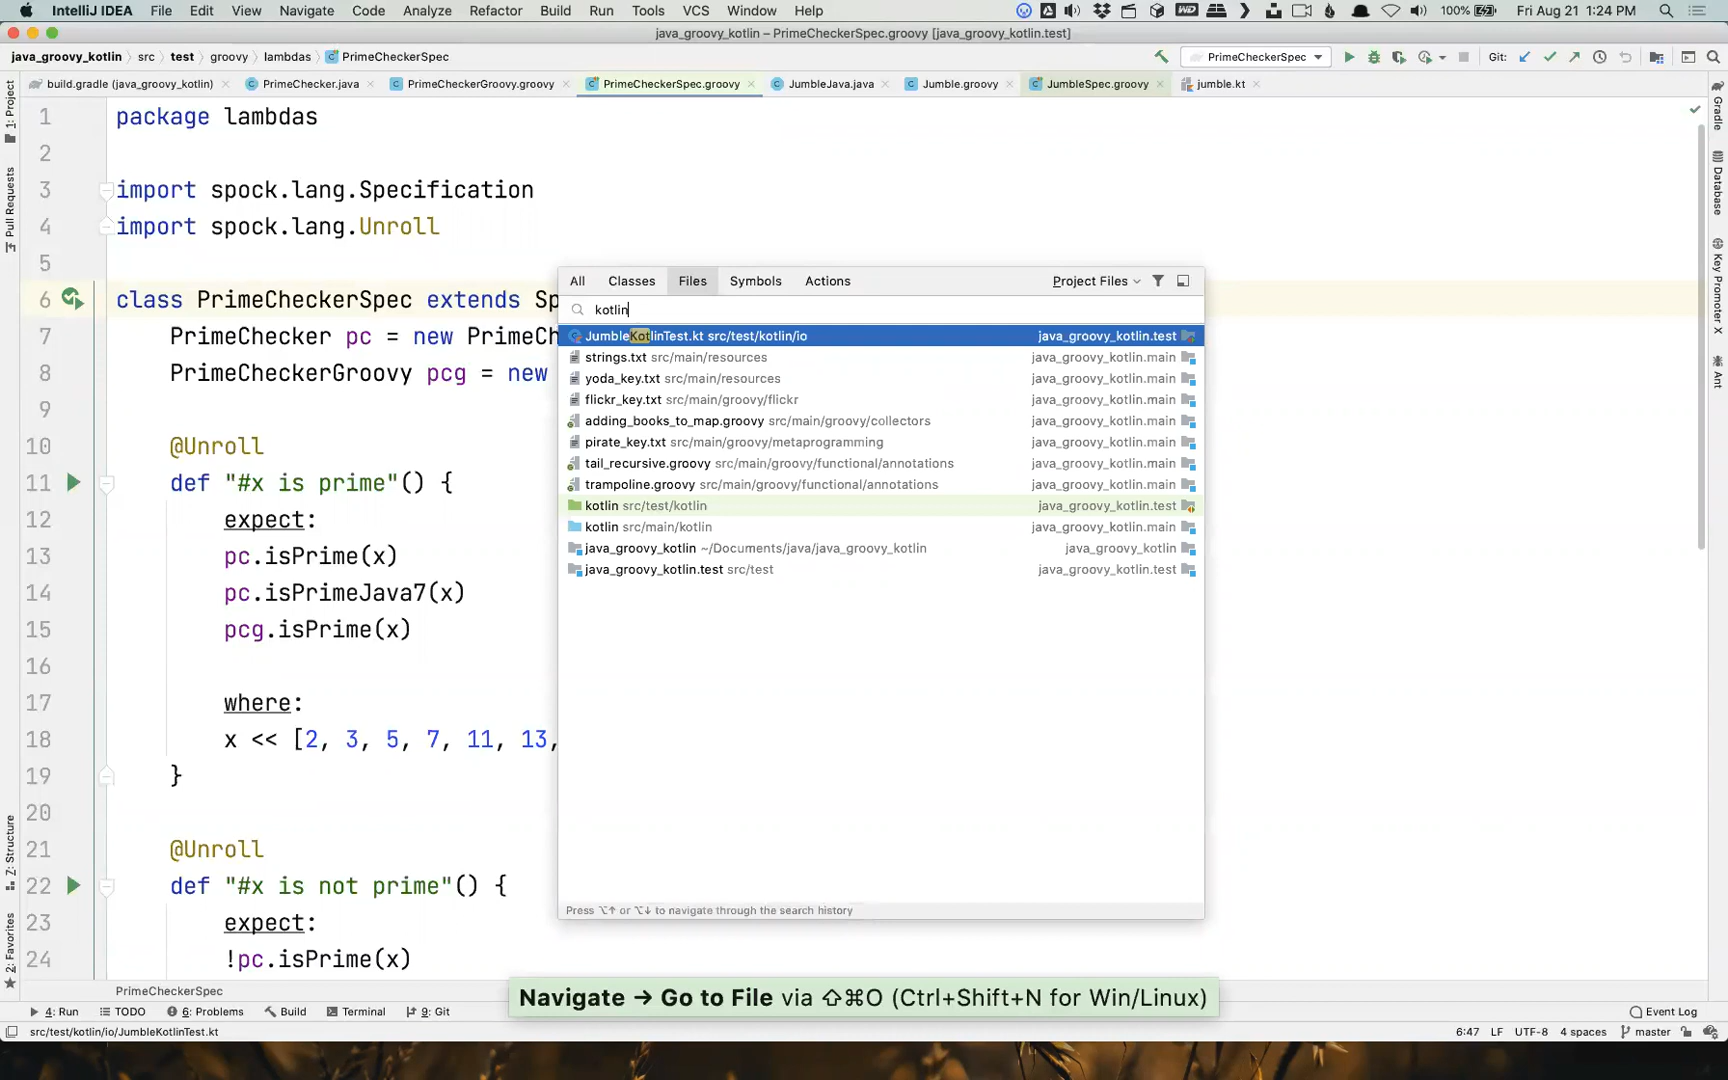 IntelliJ IDEA File Edit View Navigate Code Analyze Refactor Build Run Tools VCS Window Help 100% Fri Aug 21 1:24 PM
java_groovy_kotlin – PrimeCheckerSpec.groovy [java_groovy_kotlin.test]
java_groovy_kotlin src test groovy lambdas PrimeCheckerSpec PrimeCheckerSpec Git:
build.gradle (java_groovy_kotlin) PrimeChecker.java PrimeCheckerGroovy.groovy PrimeCheckerSpec.groovy JumbleJava.java Jumble.groovy JumbleSpec.groovy jumble.kt
1: Project
Pull Requests
Z: Structure
2: Favorites
1 package lambdas
2
3 import spock.lang.Specification
4 import spock.lang.Unroll
5
6 class PrimeCheckerSpec extends Sp
7 PrimeChecker pc = new PrimeChe
8 PrimeCheckerGroovy pcg = new
9
10 @Unroll
11 def "#x is prime"() {
12 expect:
13 pc.isPrime(x)
14 pc.isPrimeJava7(x)
15 pcg.isPrime(x)
16
17 where:
18 x << [2, 3, 5, 7, 11, 13,
19 }
20
21 @Unroll
22 def "#x is not prime"() {
23 expect:
24 !pc.isPrime(x)
All Classes Files Symbols Actions Project Files
kotlin
JumbleKotlinTest.kt src/test/kotlin/io java_groovy_kotlin.test
strings.txt src/main/resources java_groovy_kotlin.main
yoda_key.txt src/main/resources java_groovy_kotlin.main
flickr_key.txt src/main/groovy/flickr java_groovy_kotlin.main
adding_books_to_map.groovy src/main/groovy/collectors java_groovy_kotlin.main
pirate_key.txt src/main/groovy/metaprogramming java_groovy_kotlin.main
tail_recursive.groovy src/main/groovy/functional/annotations java_groovy_kotlin.main
trampoline.groovy src/main/groovy/functional/annotations java_groovy_kotlin.main
kotlin src/test/kotlin java_groovy_kotlin.test
kotlin src/main/kotlin java_groovy_kotlin.main
java_groovy_kotlin ~/Documents/java/java_groovy_kotlin java_groovy_kotlin
java_groovy_kotlin.test src/test java_groovy_kotlin.test
Press ⌥↑ or ⌥↓ to navigate through the search history
Gradle
Database
Key Promoter X
Ant
PrimeCheckerSpec
Navigate → Go to File via ⇧⌘O (Ctrl+Shift+N for Win/Linux)
4: Run TODO 6: Problems Build Terminal 9: Git Event Log
src/test/kotlin/io/JumbleKotlinTest.kt 6:47 LF UTF-8 4 spaces master